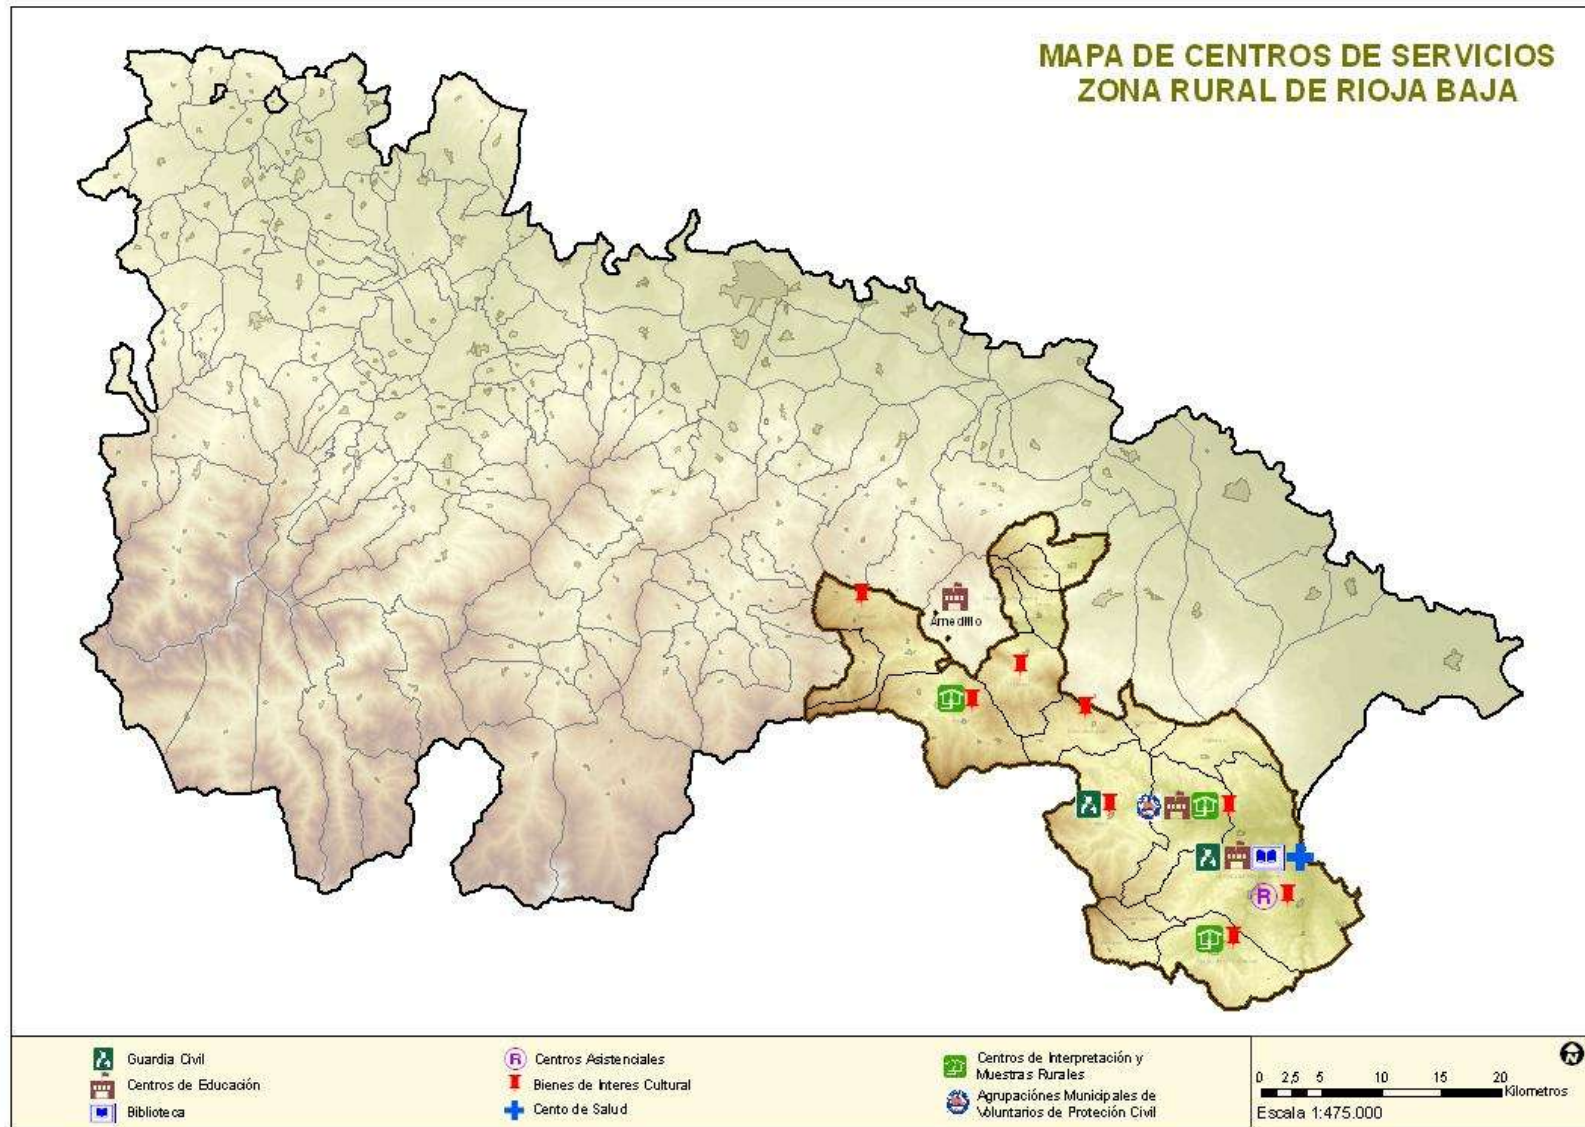 MAPA DE CENTROS DE SERVICIOS
ZONA RURAL DE RIOJA BAJA
Arnedillo
R
R
Guardia Civil
Centros de Educación
Biblioteca
Centros Asistenciales
Bienes de Interes Cultural
Cento de Salud
Centros de Interpretación y
Muestras Rurales
Agrupaciónes Municipales de
Voluntarios de Proteción Civil
N
0 2,5 5 10 15 20
Kilometros
Escala 1:475.000